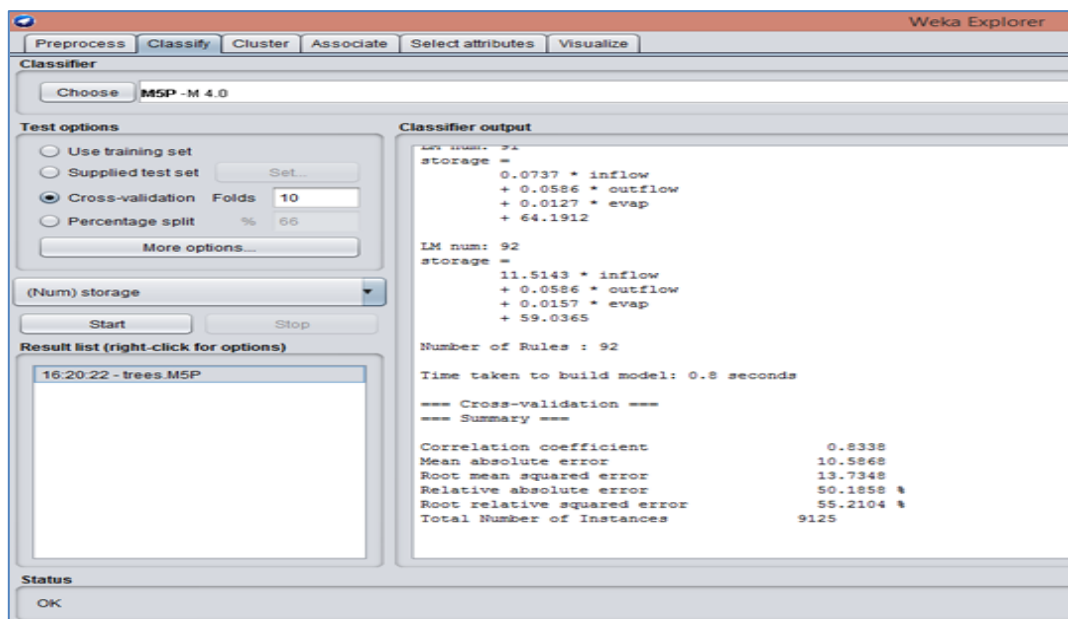 Weka Explorer
Preprocess Classify Cluster Associate Select attributes Visualize
Classifier
Choose M5P -M 4.0
Test options
Use training set
Supplied test set Set...
Cross-validation Folds 10
Percentage split % 66
More options...
(Num) storage
Start Stop
Result list (right-click for options)
16:20:22 - trees.M5P
Classifier output
LM num: 91
storage =
0.0737 * inflow
+ 0.0586 * outflow
+ 0.0127 * evap
+ 64.1912
LM num: 92
storage =
11.5143 * inflow
+ 0.0586 * outflow
+ 0.0157 * evap
+ 59.0365
Number of Rules : 92
Time taken to build model: 0.8 seconds
=== Cross-validation ===
=== Summary ===
Correlation coefficient 0.8338
Mean absolute error 10.5868
Root mean squared error 13.7348
Relative absolute error 50.1858 %
Root relative squared error 55.2104 %
Total Number of Instances 9125
Status
OK